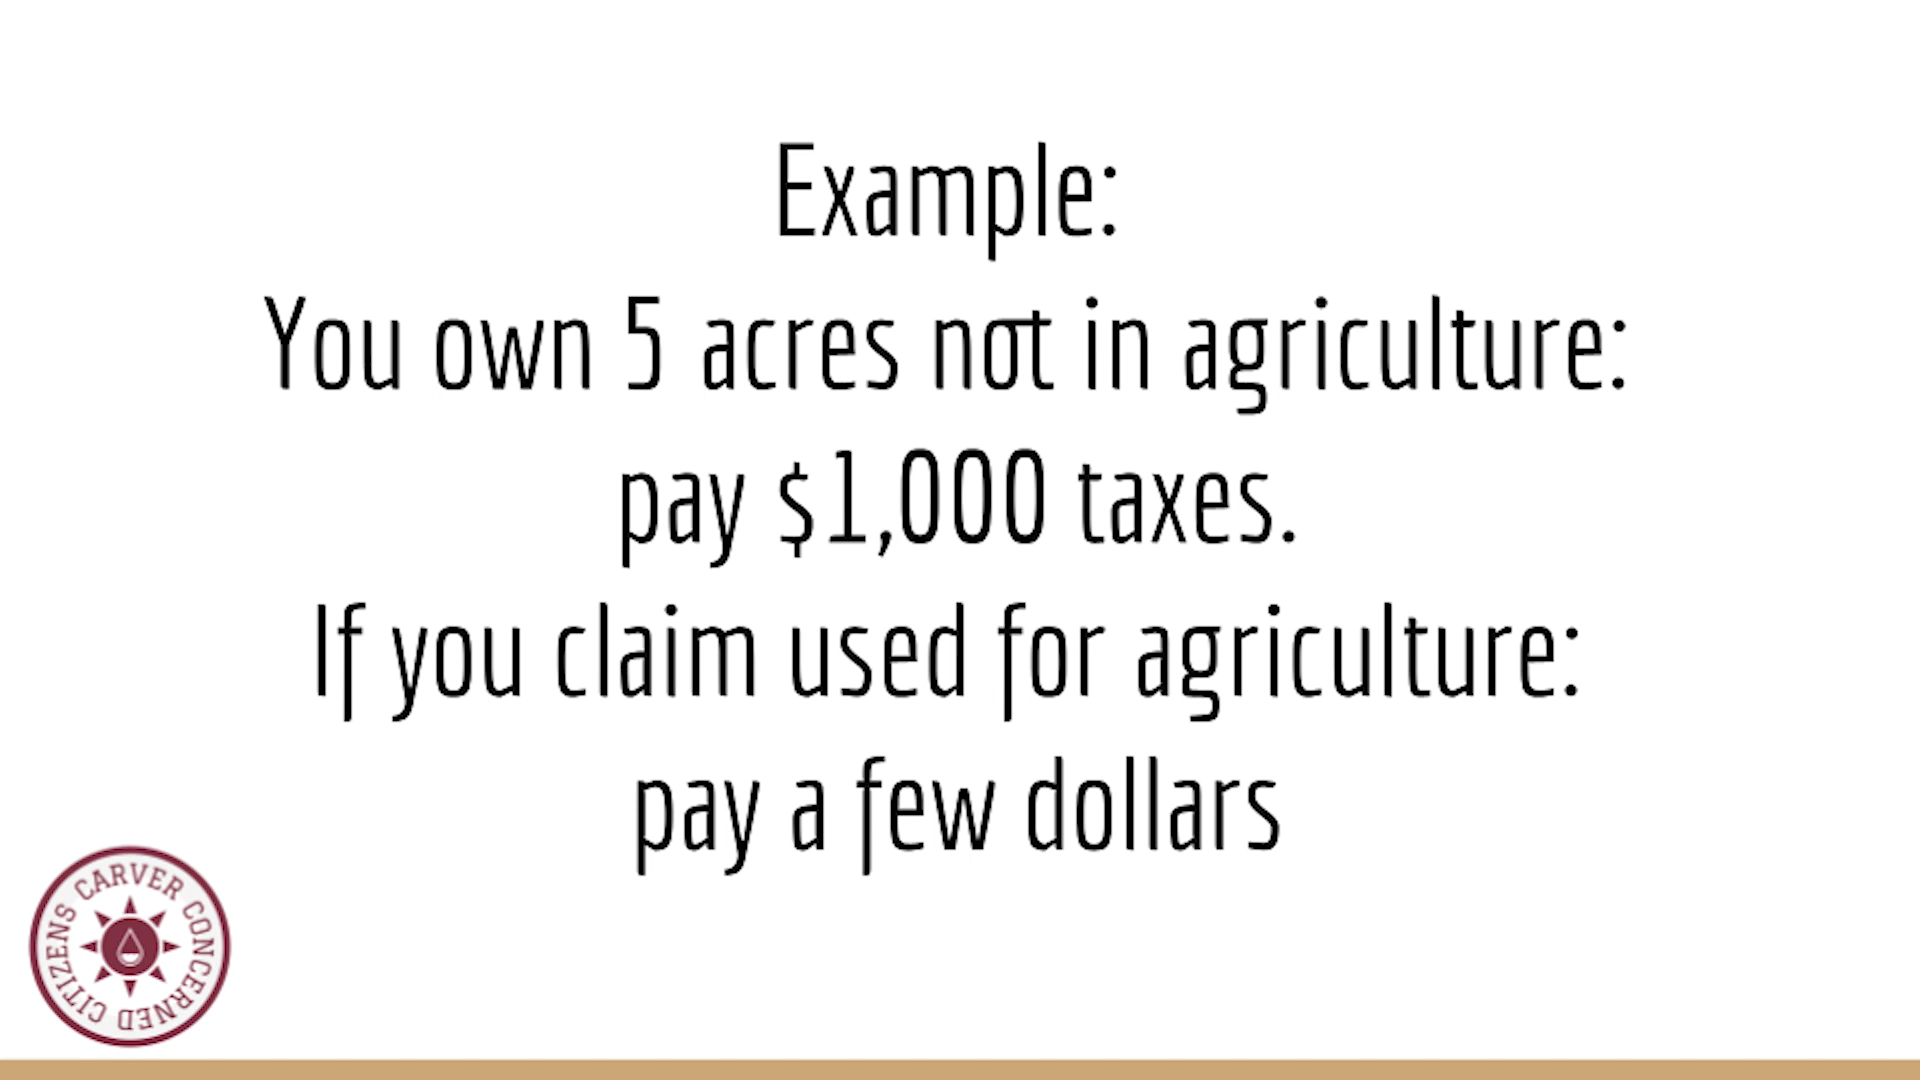 Example:
You own 5 acres not in agriculture:
pay $1,000 taxes.
If you claim used for agriculture:
pay a few dollars
CARVER CONCERNED CITIZENS